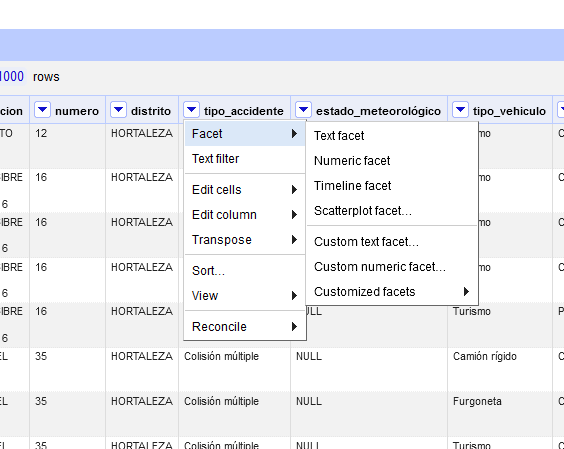 1000 rows
cion numero distrito tipo_accidente estado_meteorológico tipo_vehiculo
TO 12 HORTALEZA
Facet
Text filter
Edit cells
Edit column
Transpose
Sort...
View
Reconcile
Text facet
Numeric facet
Timeline facet
Scatterplot facet...
Custom text facet...
Custom numeric facet...
Customized facets
IBRE 16 HORTALEZA
6
IBRE 16 HORTALEZA
6
IBRE 16 HORTALEZA
6
IBRE 16 HORTALEZA NULL Turismo
6
EL 35 HORTALEZA Colisión múltiple NULL Camión rígido
EL 35 HORTALEZA Colisión múltiple NULL Furgoneta
EL 35 HORTALEZA Colisión múltiple NULL Turismo